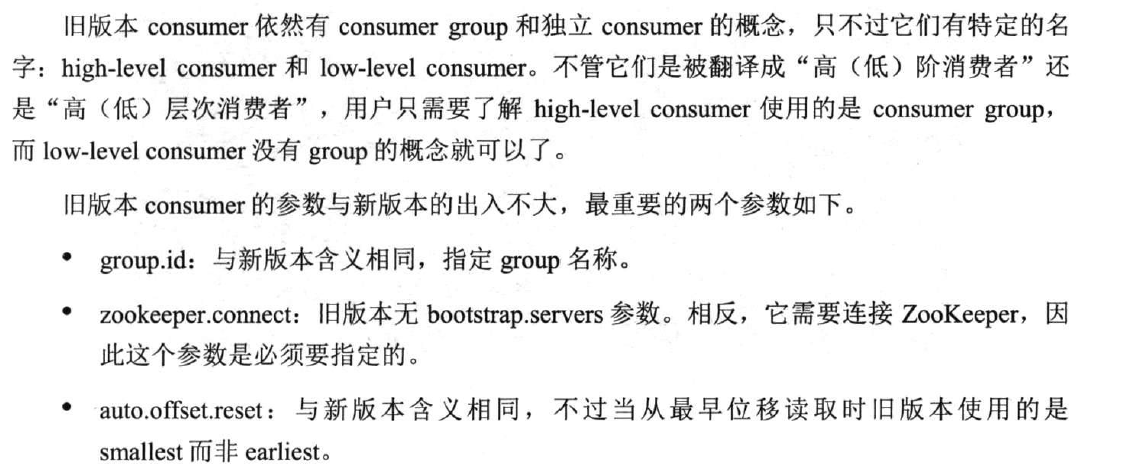 旧版本 consumer 依然有 consumer group 和独立 consumer 的概念，只不过它们有特定的名
字：high-level consumer 和 low-level consumer。不管它们是被翻译成“高（低）阶消费者”还
是“高（低）层次消费者”，用户只需要了解 high-level consumer 使用的是 consumer group，
而 low-level consumer 没有 group 的概念就可以了。
旧版本 consumer 的参数与新版本的出入不大，最重要的两个参数如下。
• group.id：与新版本含义相同，指定 group 名称。
• zookeeper.connect：旧版本无 bootstrap.servers 参数。相反，它需要连接 ZooKeeper，因
此这个参数是必须要指定的。
• auto.offset.reset：与新版本含义相同，不过当从最早位移读取时旧版本使用的是
smallest 而非 earliest。